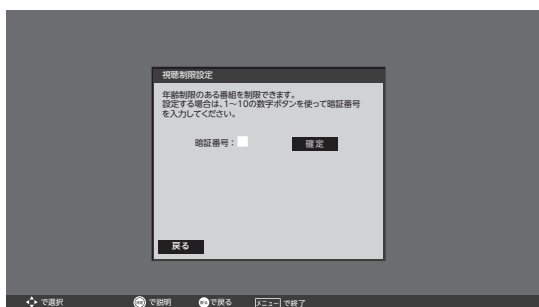 視聴制限設定
年齢制限のある番組を制限できます。
設定する場合は、1～10の数字ボタンを使って暗証番号
を入力してください。
暗証番号：
確定
戻る
で選択 で説明 で戻る メニュー で終了